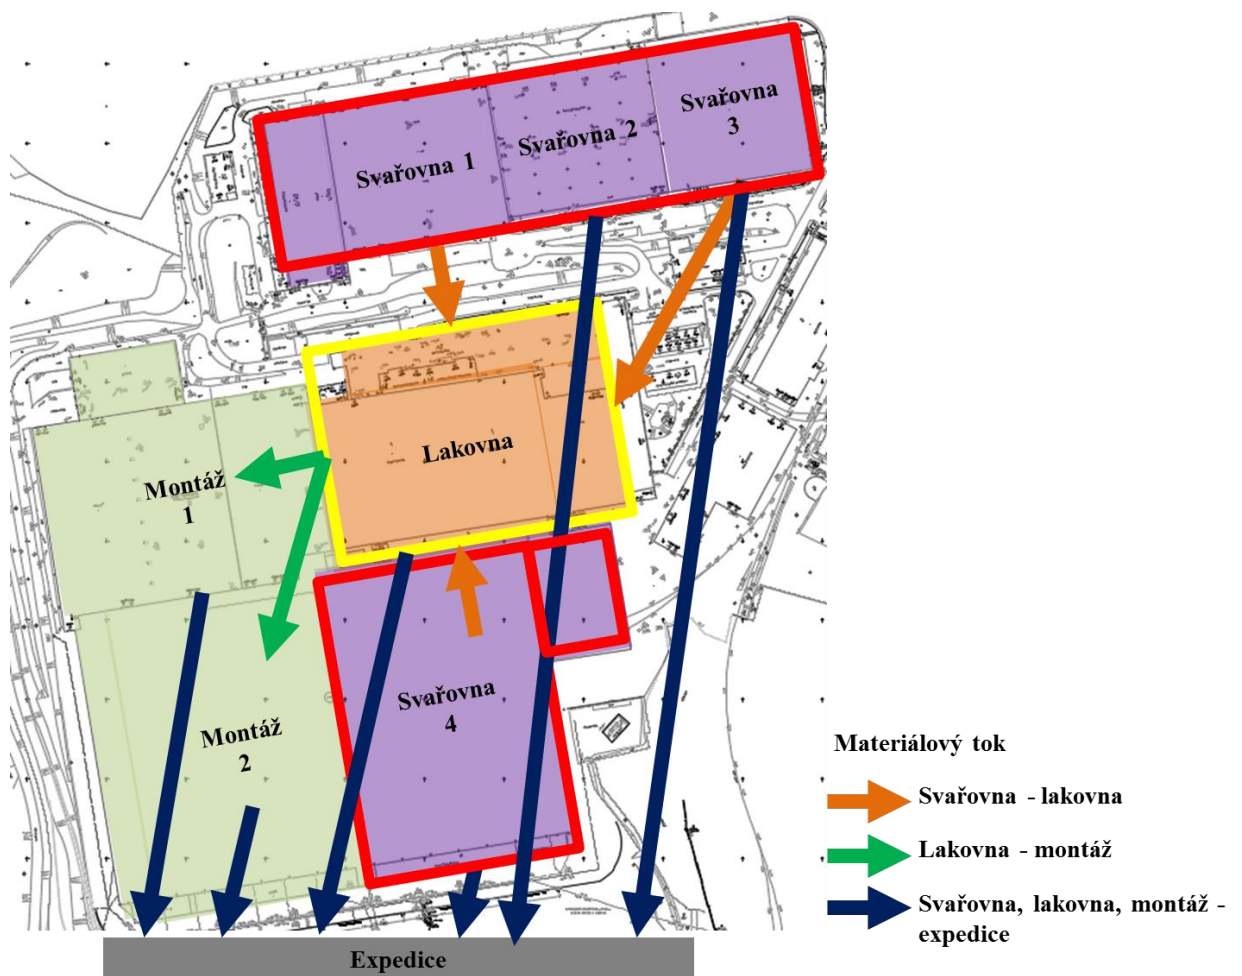 Svařovna
3
Svařovna 2
Svařovna 1
Lakovna
Montáž
1
Svařovna
4
Montáž
2
Materiálový tok
Svařovna - lakovna
Lakovna - montáž
Svařovna, lakovna, montáž -
expedice
Expedice